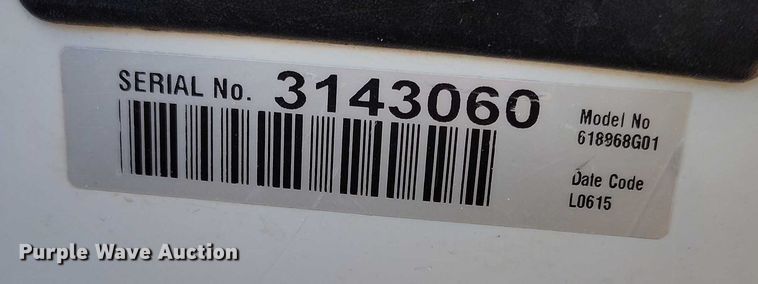 SERIAL No. 3143060
Model No
618968G01
Date Code
L0615
Purple Wave Auction